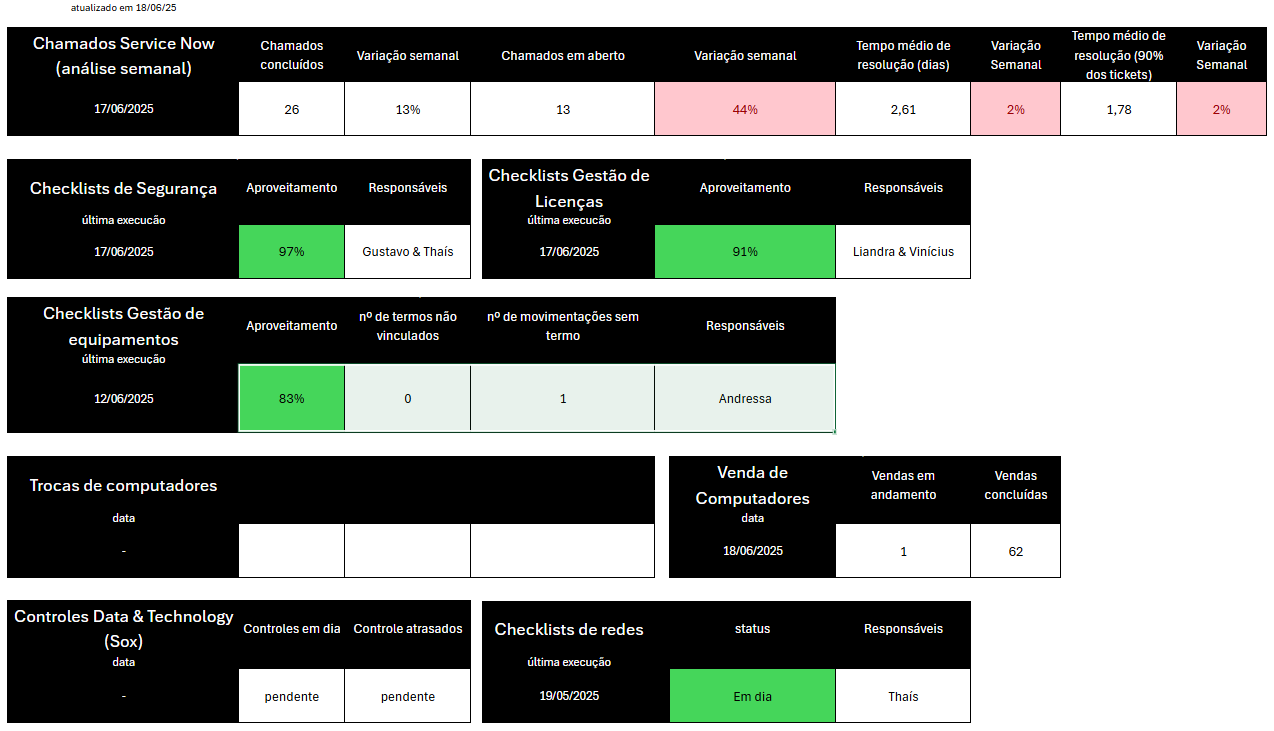 atualizado em 18/06/25
Chamados Service Now
(análise semanal)
Chamados
concluídos
Variação semanal
Chamados em aberto
Variação semanal
Tempo médio de
resolução (dias)
Variação
Semanal
Tempo médio de
resolução (90%
dos tickets)
Variação
Semanal
17/06/2025
26
13%
13
44%
2,61
2%
1,78
2%
Checklists de Segurança
última execucão
Aproveitamento
Responsáveis
17/06/2025
97%
Gustavo & Thaís
Checklists Gestão de
Licenças
última execucão
Aproveitamento
Responsáveis
17/06/2025
91%
Liandra & Vinícius
Checklists Gestão de
equipamentos
última execucão
Aproveitamento
nº de termos não
vinculados
nº de movimentações sem
termo
Responsáveis
12/06/2025
83%
0
1
Andressa
Trocas de computadores
data
-
Venda de
Computadores
data
Vendas em
andamento
Vendas
concluídas
18/06/2025
1
62
Controles Data & Technology
(Sox)
data
Controles em dia
Controle atrasados
-
pendente
pendente
Checklists de redes
última execucão
status
Responsáveis
19/05/2025
Em dia
Thaís